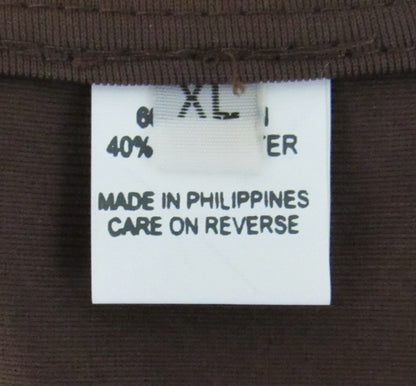 XL
40%
MADE IN PHILIPPINES
CARE ON REVERSE